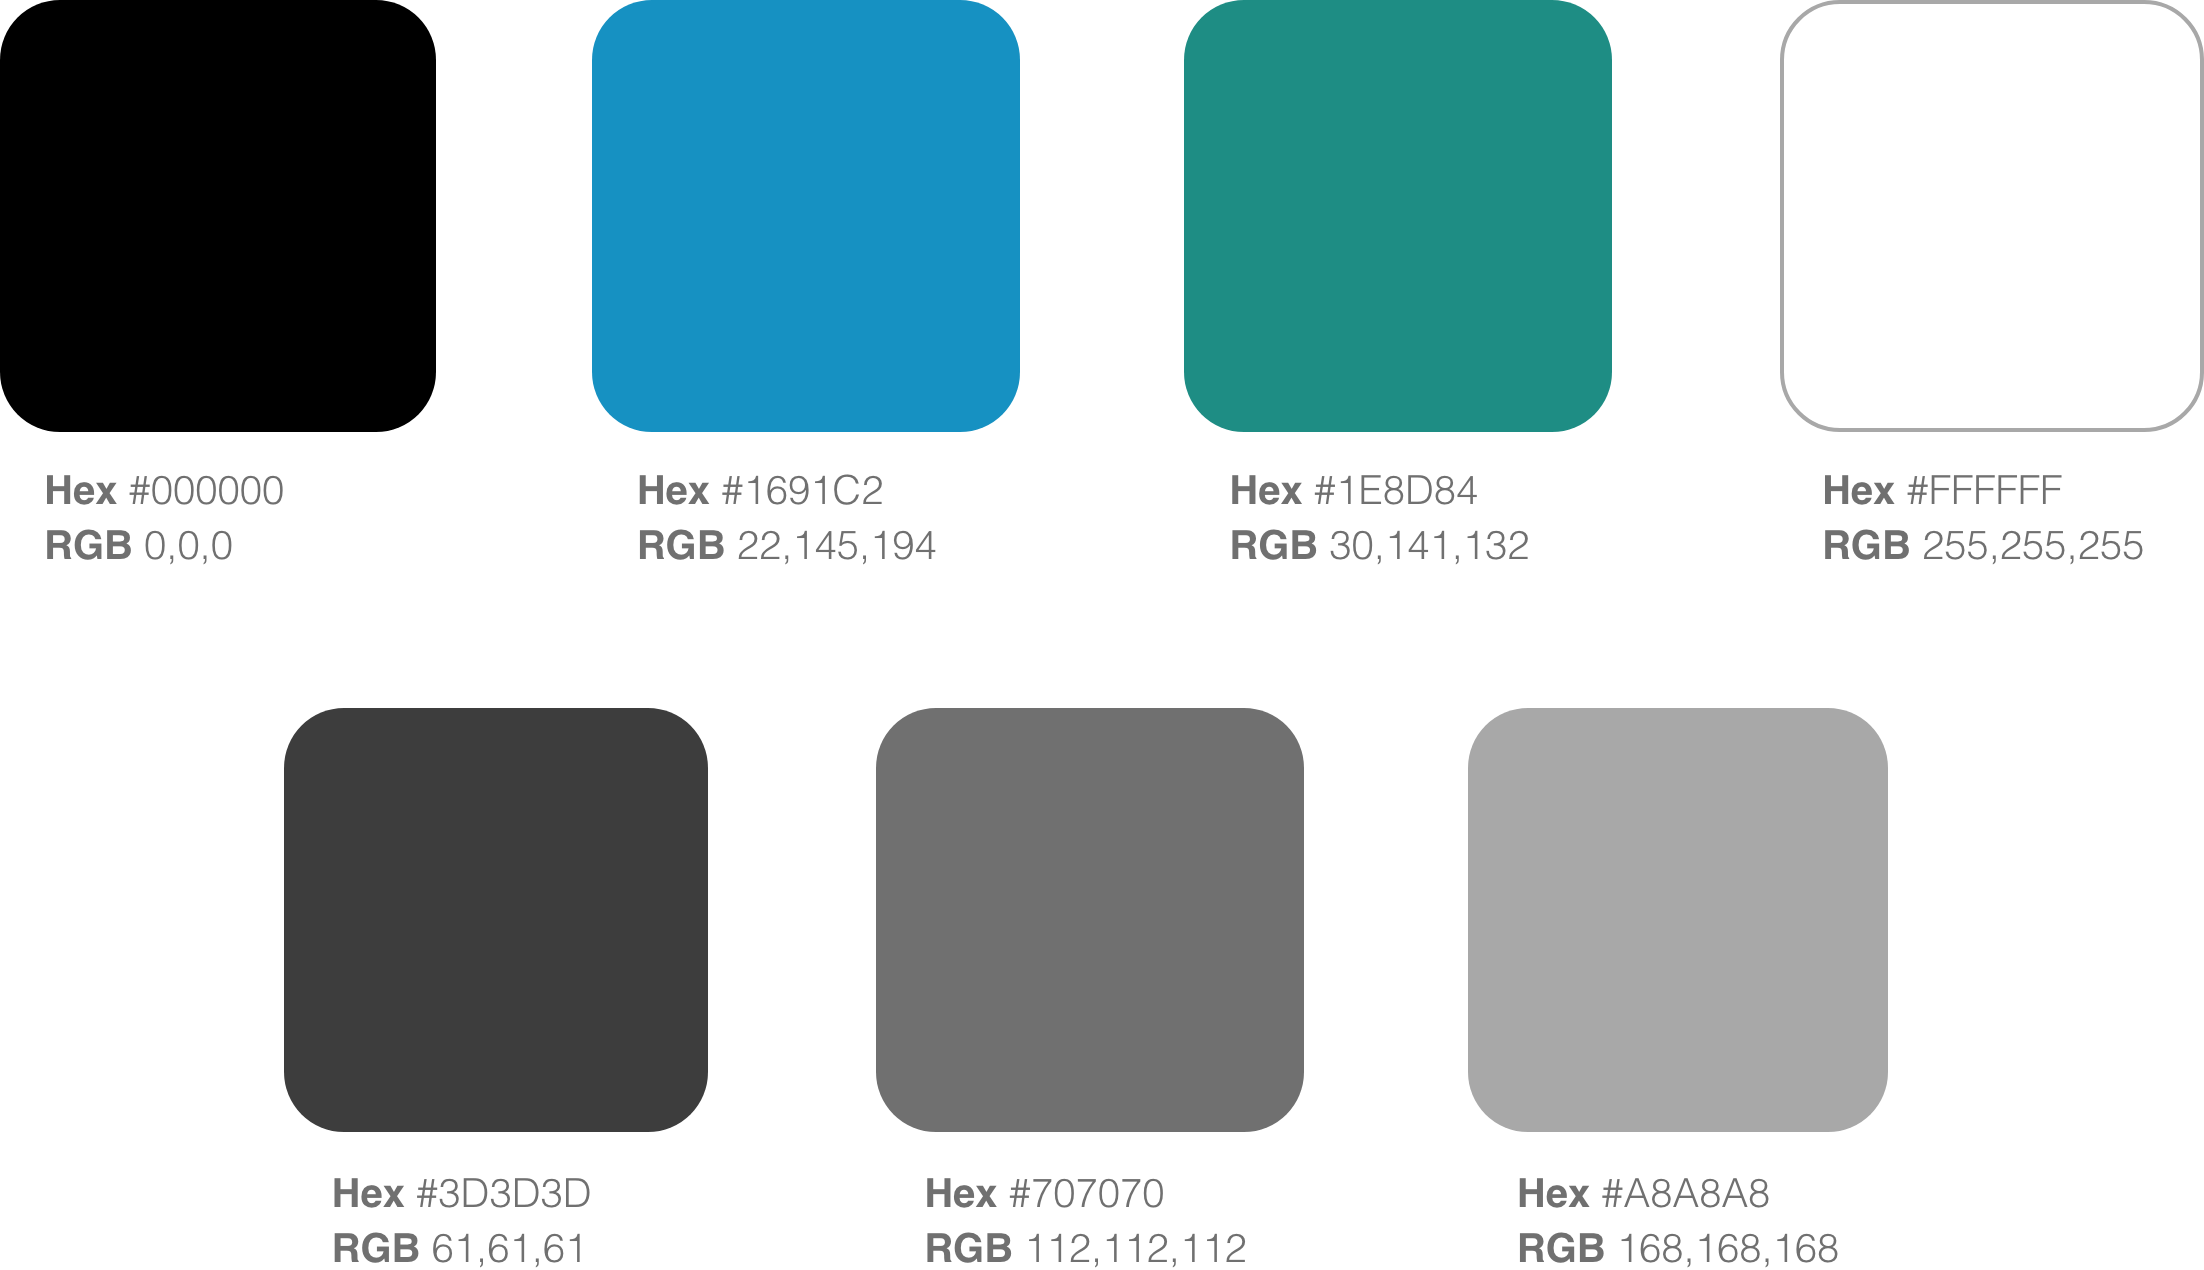 Hex #000000
RGB 0,0,0
Hex #1691C2
RGB 22,145,194
Hex #1E8D84
RGB 30,141,132
Hex #FFFFFF
RGB 255,255,255
Hex #3D3D3D
RGB 61,61,61
Hex #707070
RGB 112,112,112
Hex #A8A8A8
RGB 168,168,168